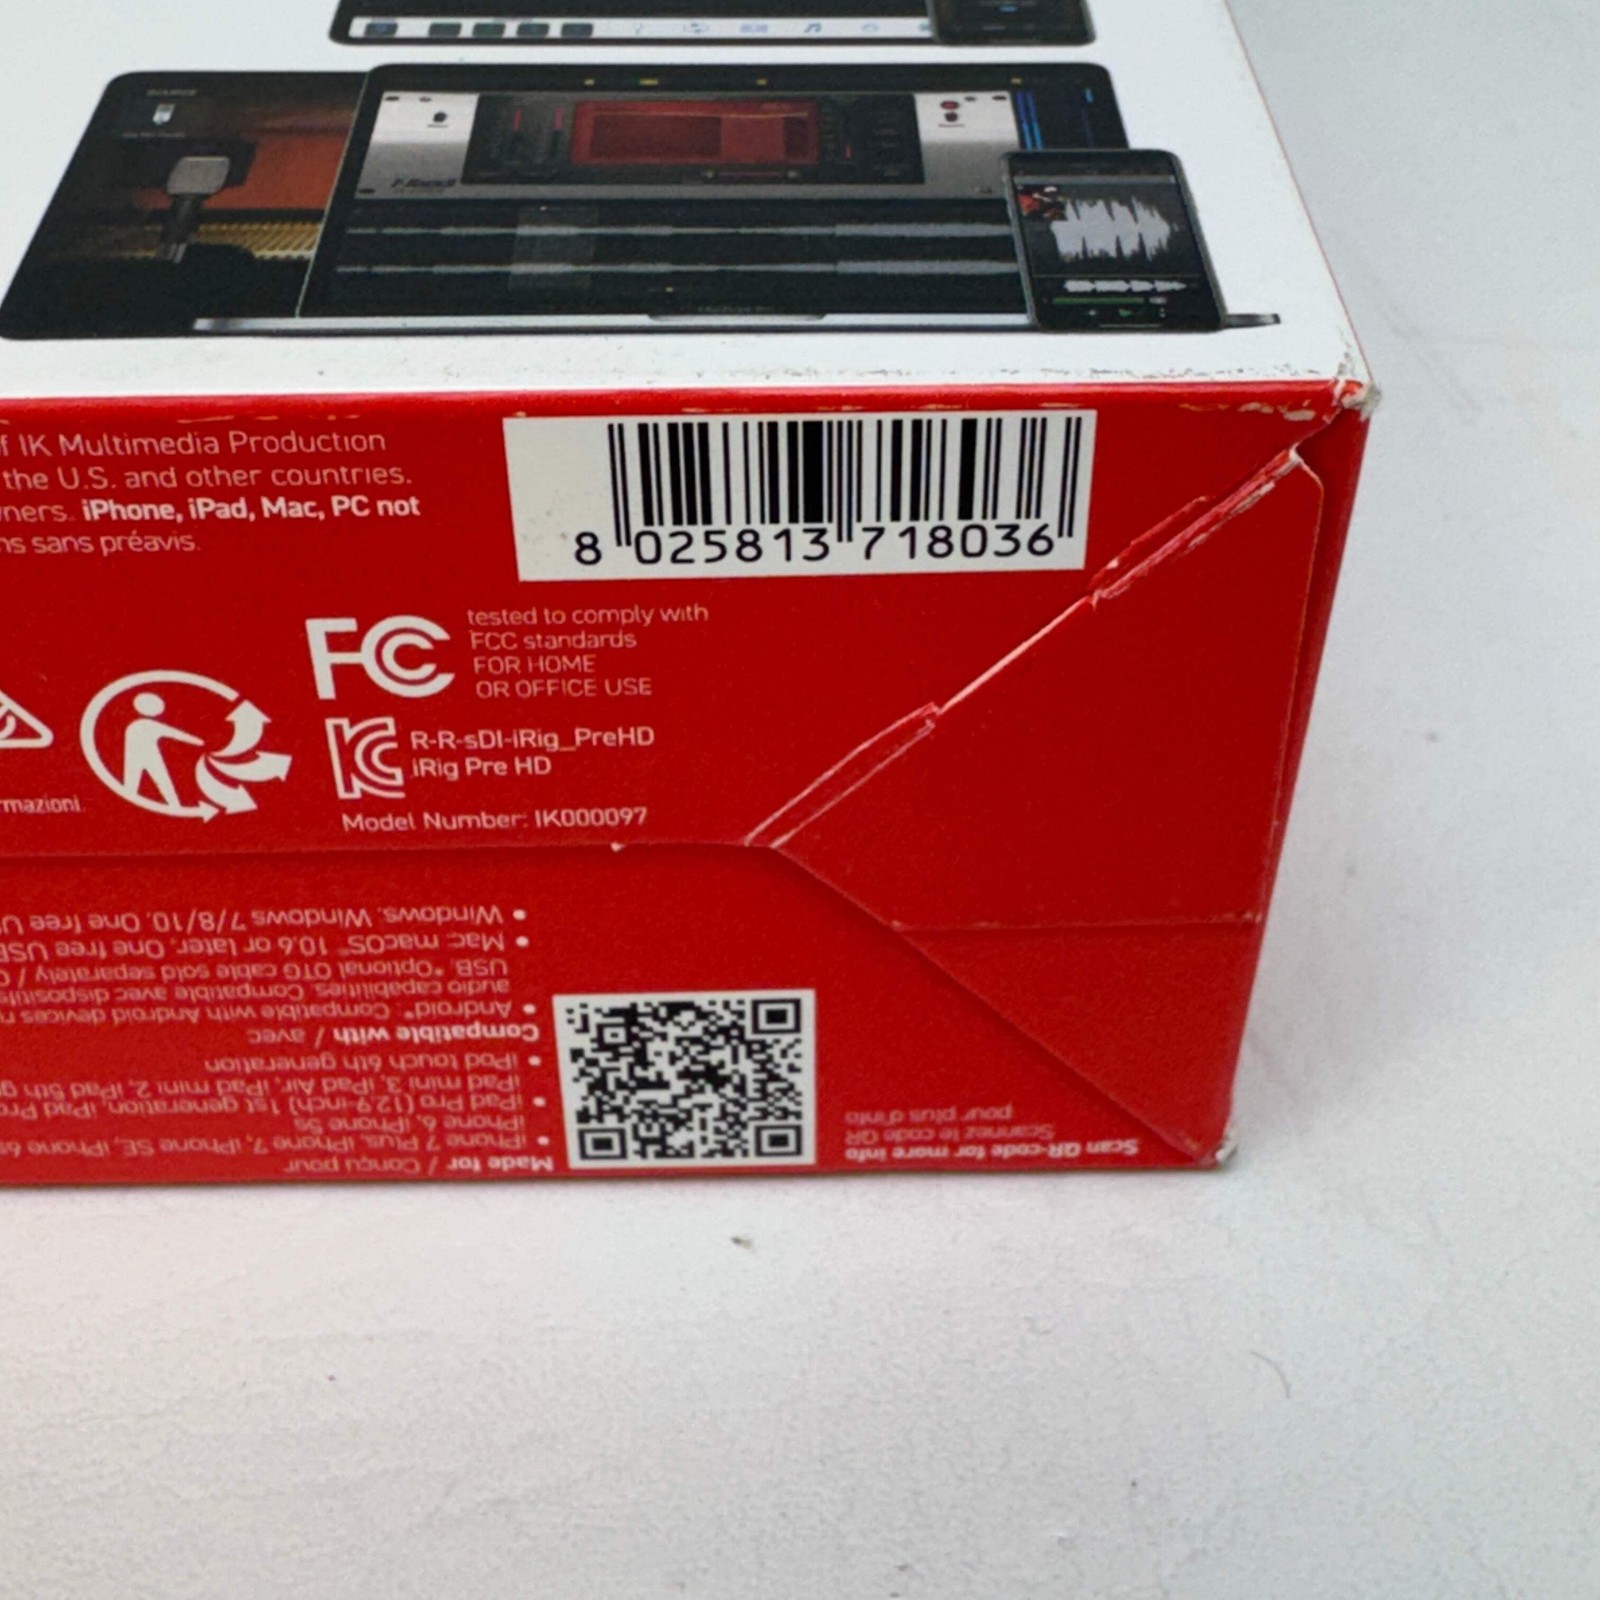 T-RackS
f IK Multimedia Production
the U.S. and other countries.
ners. iPhone, iPad, Mac, PC not
ns sans préavis.
8 025813 718036
FC
tested to comply with
FCC standards
FOR HOME
OR OFFICE USE
R-R-sDI-iRig_PreHD
iRig Pre HD
rmazioni.
Model Number: IK000097
Scan QR-code for more info
Scannez le code QR
pour plus d'info
Made for / Conçu pour
• iPhone 7 Plus, iPhone 7, iPhone SE, iPhone 6s
iPhone 6, iPhone 5s
• iPad Pro (12,9-inch) 1st generation, iPad Pro
iPad mini 3, iPad Air, iPad mini 2, iPad 5th ge
• iPod touch 6th generation
Compatible with / avec
• Android*: Compatible with Android devices
audio capabilities. Compatible avec dispositifs
USB. *Optional OTG cable sold separately /
• Mac: macOS® 10.6 or later, One free USB
• Windows: Windows 7/8/10. One free U